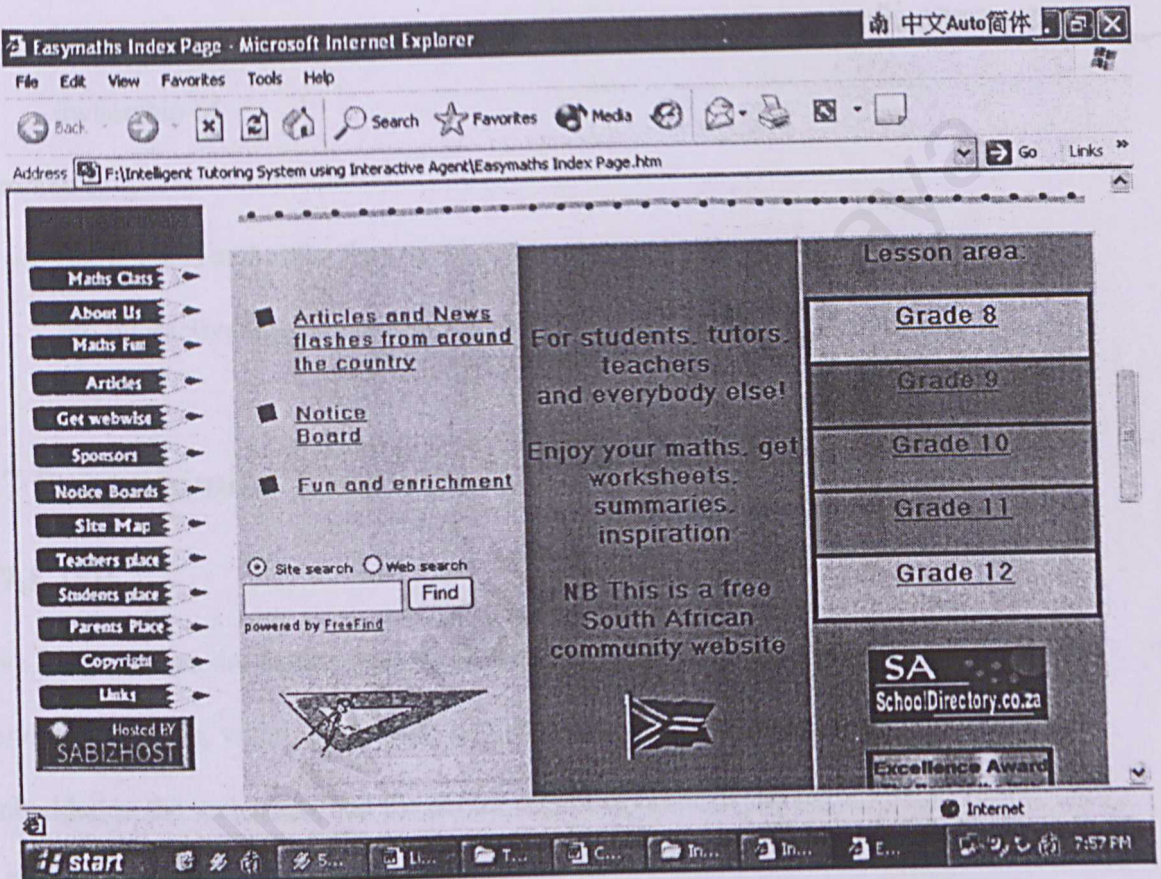 Easymaths Index Page - Microsoft Internet Explorer
南 中文Auto简体
File Edit View Favorites Tools Help
Back Search Favorites Media
Address F:\Intelligent Tutoring System using Interactive Agent\Easymaths Index Page.htm Go Links »
Maths Class
About Us
Maths Fun
Articles
Get webwise
Sponsors
Notice Boards
Site Map
Teachers place
Students place
Parents Place
Copyright
Links
Hosted BY
SABIZHOST
Articles and News
flashes from around
the country
Notice
Board
Fun and enrichment
Site search Web search
Find
powered by FreeFind
For students, tutors,
teachers
and everybody else!
Enjoy your maths, get
worksheets,
summaries,
inspiration
NB This is a free
South African
community website
Lesson area:
Grade 8
Grade 9
Grade 10
Grade 11
Grade 12
SA
SchoolDirectory.co.za
Excellence Award
Internet
start 5... Li... T... C... In... In... E... 7:57 PM